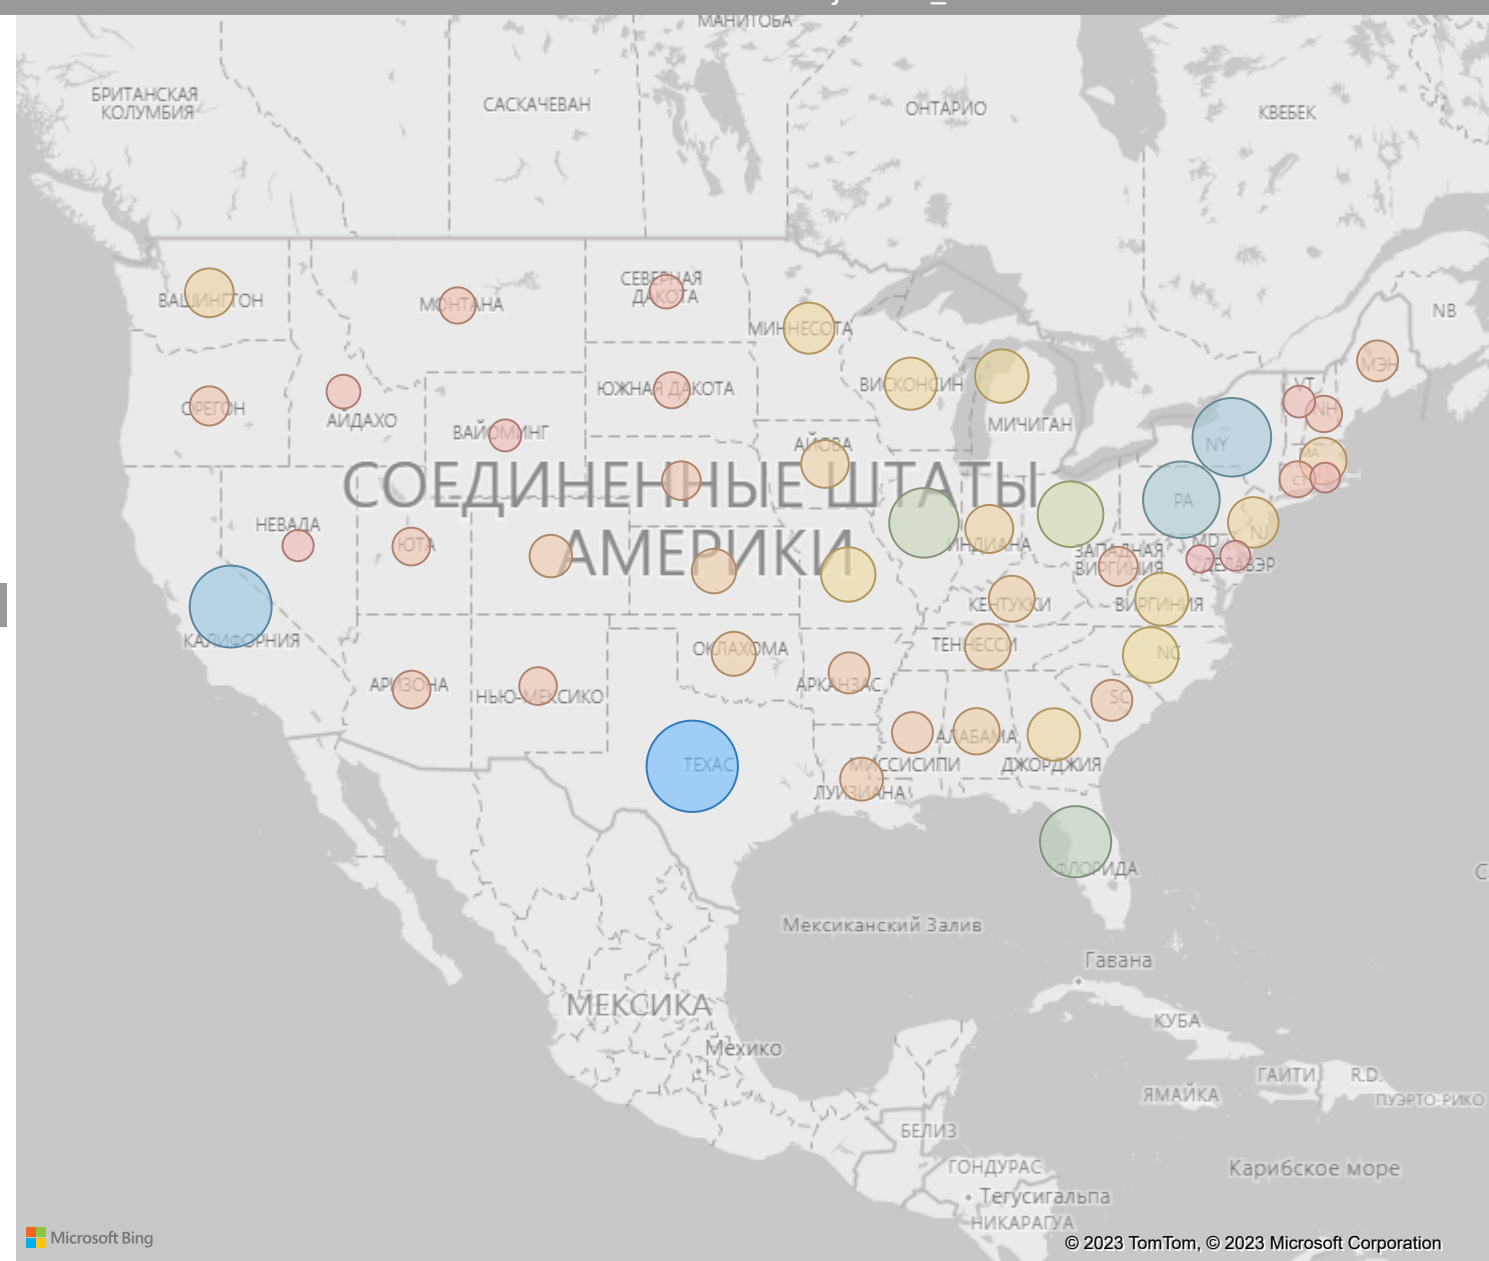 МАНИТОБА
БРИТАНСКАЯ
КОЛУМБИЯ
САСКАЧЕВАН
ОНТАРИО
КВЕБЕК
ВАШИНГТОН
МОНТАНА
СЕВЕРНАЯ
ДАКОТА
МИННЕСОТА
NB
ОРЕГОН
АЙДАХО
ЮЖНАЯ ДАКОТА
ВИСКОНСИН
МИЧИГАН
VT
NH
МЭН
ВАЙОМИНГ
АЙОВА
NY
MA
СОЕДИНЕННЫЕ ШТАТЫ
АМЕРИКИ
CT
PA
NJ
НЕВАДА
ЮТА
ИНДИАНА
ЗАПАДНАЯ
ВИРГИНИЯ
MD
ДЕЛАВЭР
КАЛИФОРНИЯ
КЕНТУККИ
ВИРГИНИЯ
ОКЛАХОМА
ТЕННЕССИ
NC
АРИЗОНА
НЬЮ-МЕКСИКО
АРКАНЗАС
SC
ТЕХАС
МИССИСИПИ
АЛАБАМА
ДЖОРДЖИЯ
ЛУИЗИАНА
ФЛОРИДА
Мексиканский Залив
Гавана
МЕКСИКА
КУБА
Мехико
ГАИТИ
R.D.
ЯМАЙКА
ПУЭРТО-РИКО
БЕЛИЗ
ГОНДУРАС
Карибское море
Тегусигальпа
НИКАРАГУА
Microsoft Bing
© 2023 TomTom, © 2023 Microsoft Corporation